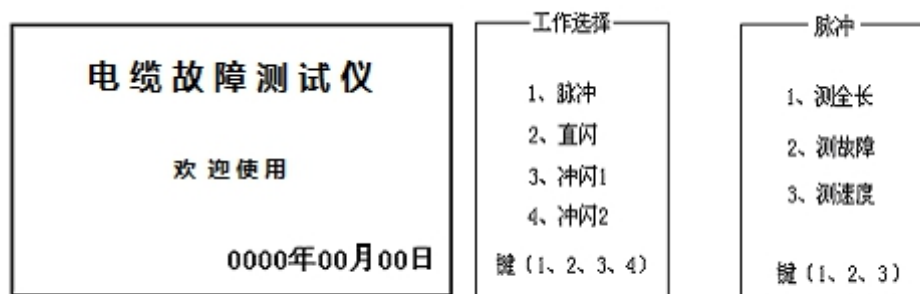 电缆故障测试仪
欢迎使用
0000年00月00日
工作选择
1、脉冲
2、直闪
3、冲闪1
4、冲闪2
键（1、2、3、4）
脉冲
1、测全长
2、测故障
3、测速度
键（1、2、3）